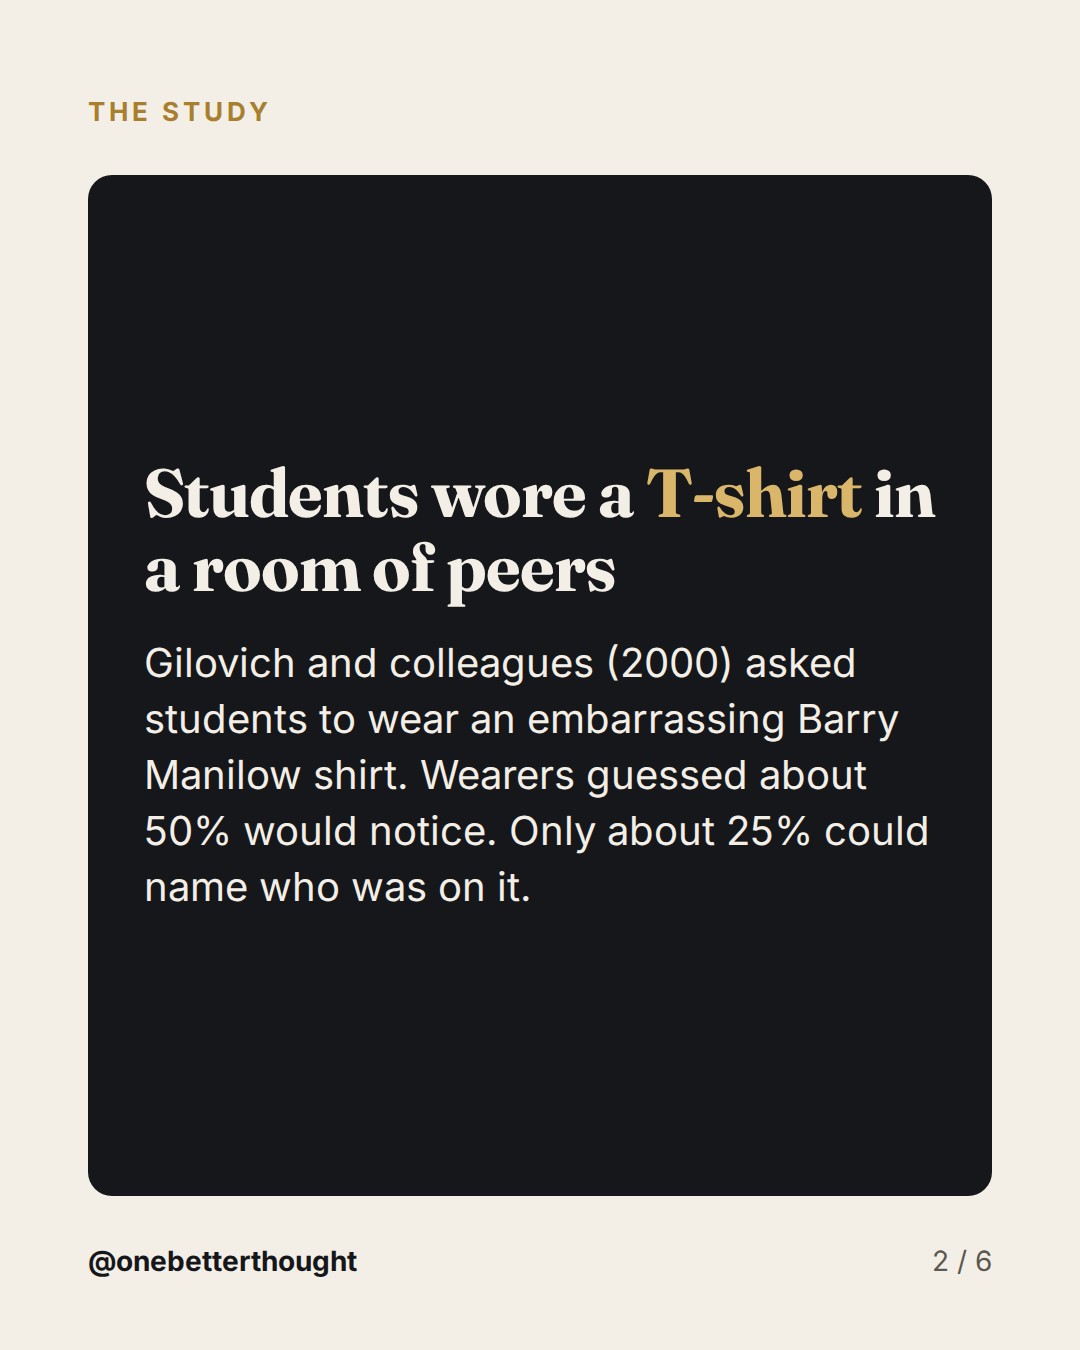 THE STUDY
Students wore a T-shirt in
a room of peers
Gilovich and colleagues (2000) asked
students to wear an embarrassing Barry
Manilow shirt. Wearers guessed about
50% would notice. Only about 25% could
name who was on it.
@onebetterthought
2 / 6